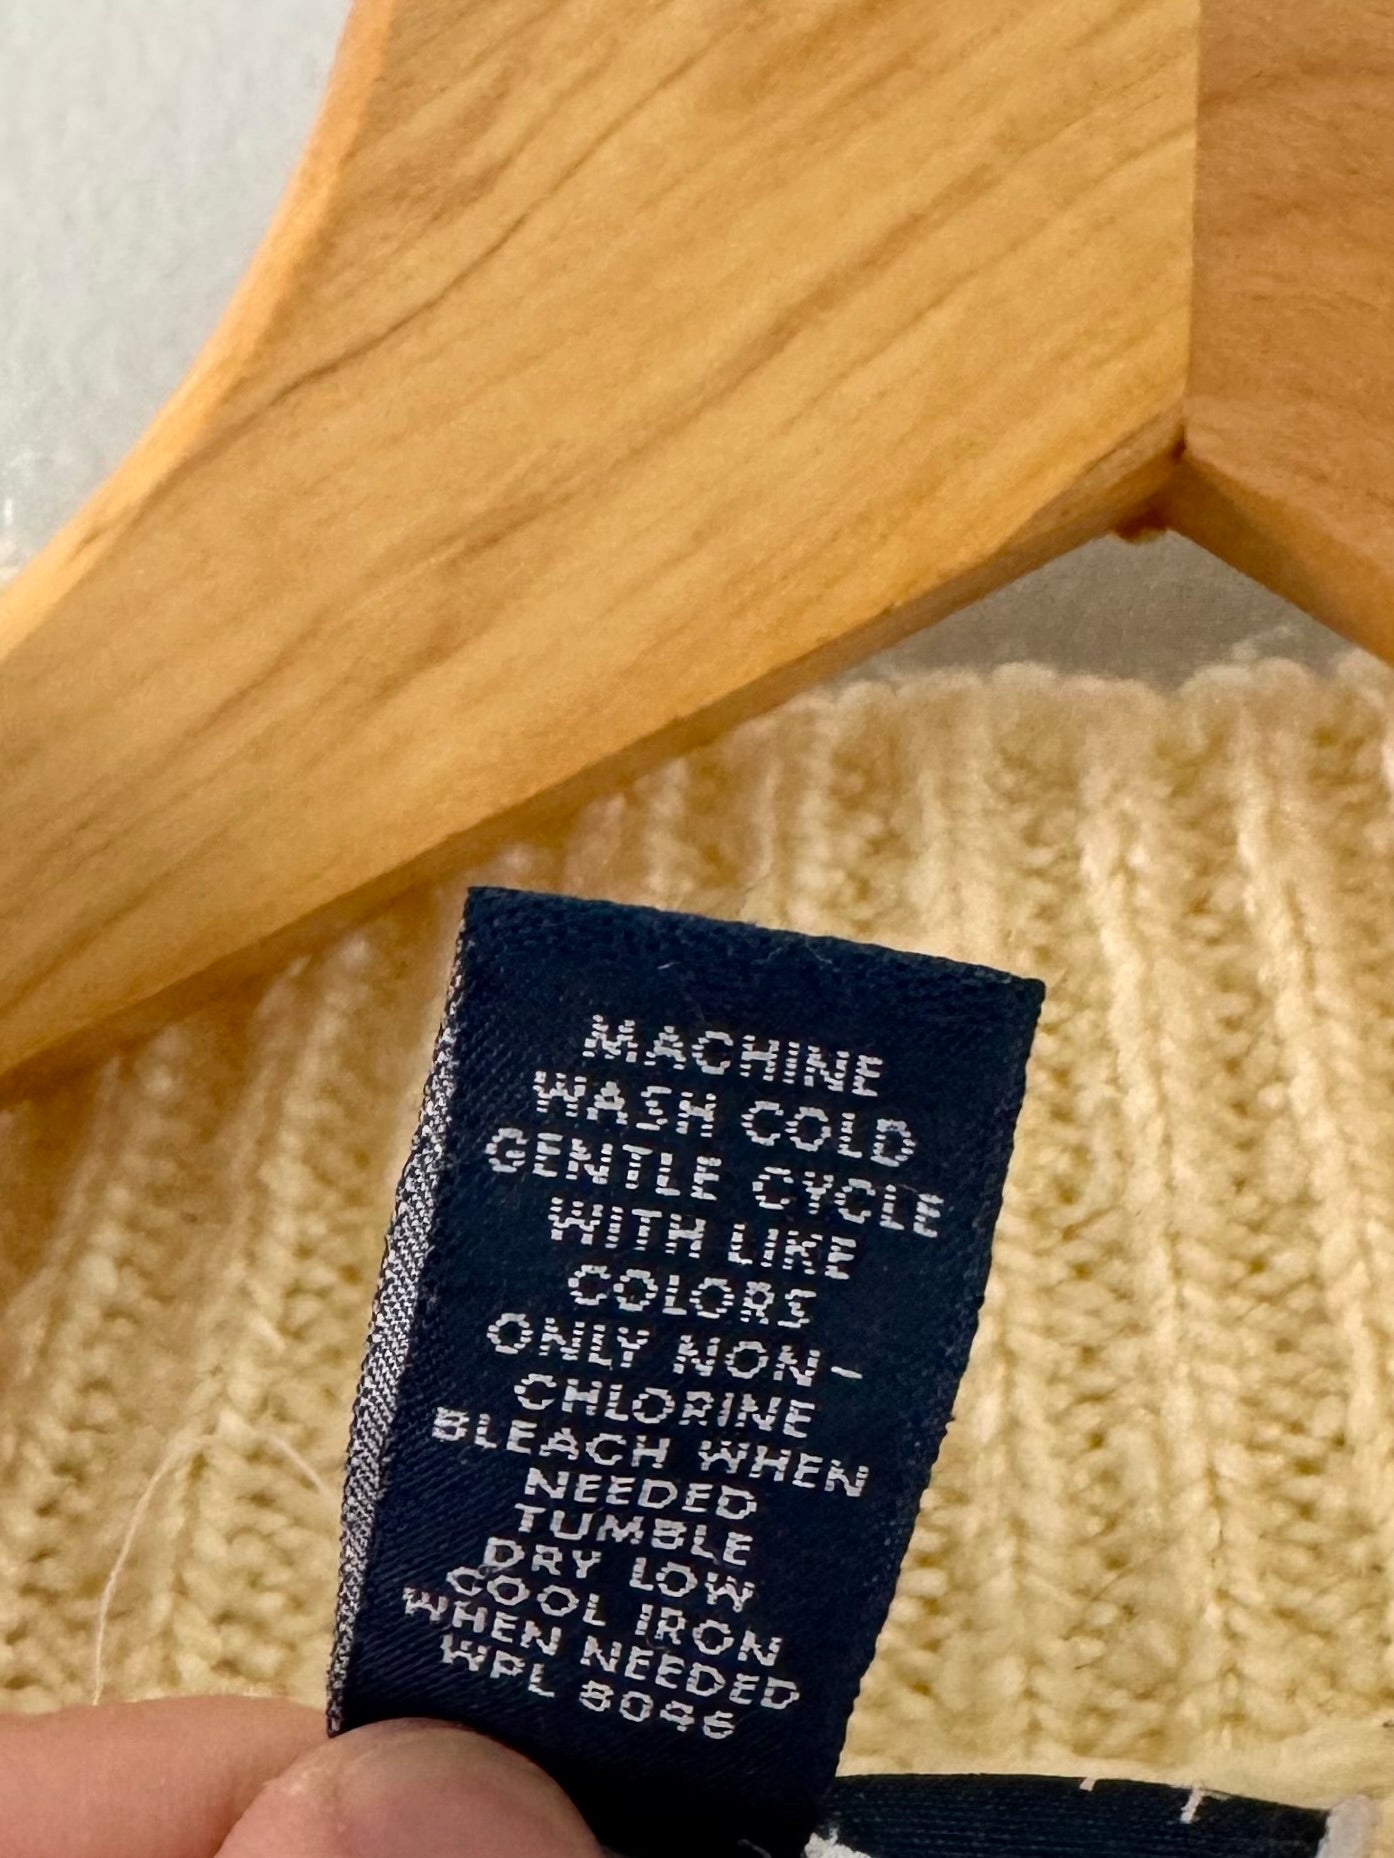 MACHINE
WASH COLD
GENTLE CYCLE
WITH LIKE
COLORS
ONLY NON-
CHLORINE
BLEACH WHEN
NEEDED
TUMBLE
DRY LOW
COOL IRON
WHEN NEEDED
WPL 8046